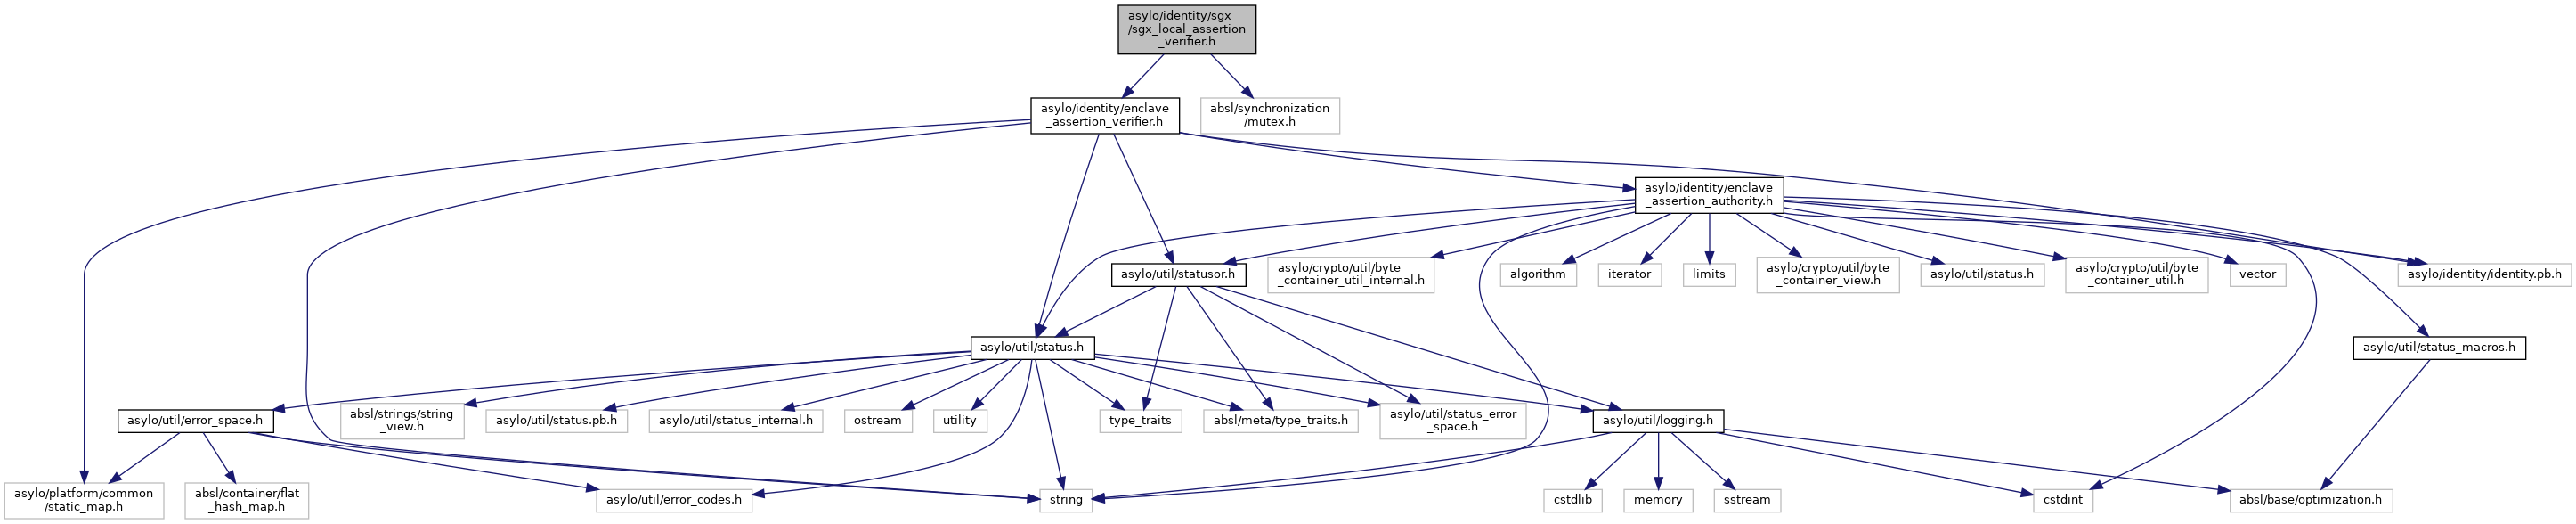 asylo/identity/sgx
/sgx_local_assertion
_verifier.h
asylo/identity/enclave
_assertion_verifier.h
absl/synchronization
/mutex.h
asylo/identity/enclave
_assertion_authority.h
asylo/util/statusor.h
asylo/crypto/util/byte
_container_util_internal.h
algorithm
iterator
limits
asylo/crypto/util/byte
_container_view.h
asylo/util/status.h
asylo/crypto/util/byte
_container_util.h
vector
asylo/identity/identity.pb.h
asylo/util/status.h
asylo/util/status_macros.h
asylo/util/error_space.h
absl/strings/string
_view.h
asylo/util/status.pb.h
asylo/util/status_internal.h
ostream
utility
type_traits
absl/meta/type_traits.h
asylo/util/status_error
_space.h
asylo/util/logging.h
asylo/platform/common
/static_map.h
absl/container/flat
_hash_map.h
asylo/util/error_codes.h
string
cstdlib
memory
sstream
cstdint
absl/base/optimization.h